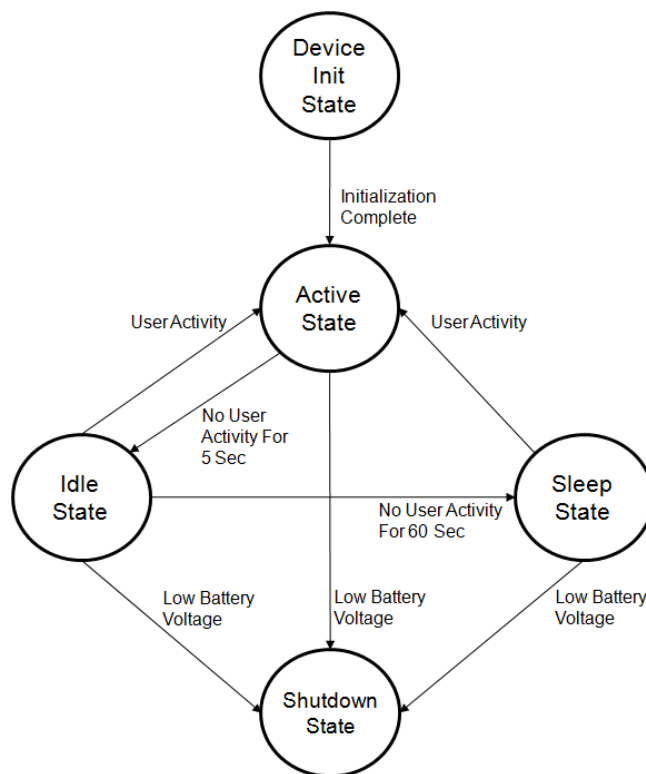 Device
Init
State
Initialization
Complete
Active
State
User Activity
User Activity
No User
Activity For
5 Sec
Idle
State
Sleep
State
No User Activity
For 60 Sec
Low Battery
Voltage
Low Battery
Voltage
Low Battery
Voltage
Shutdown
State